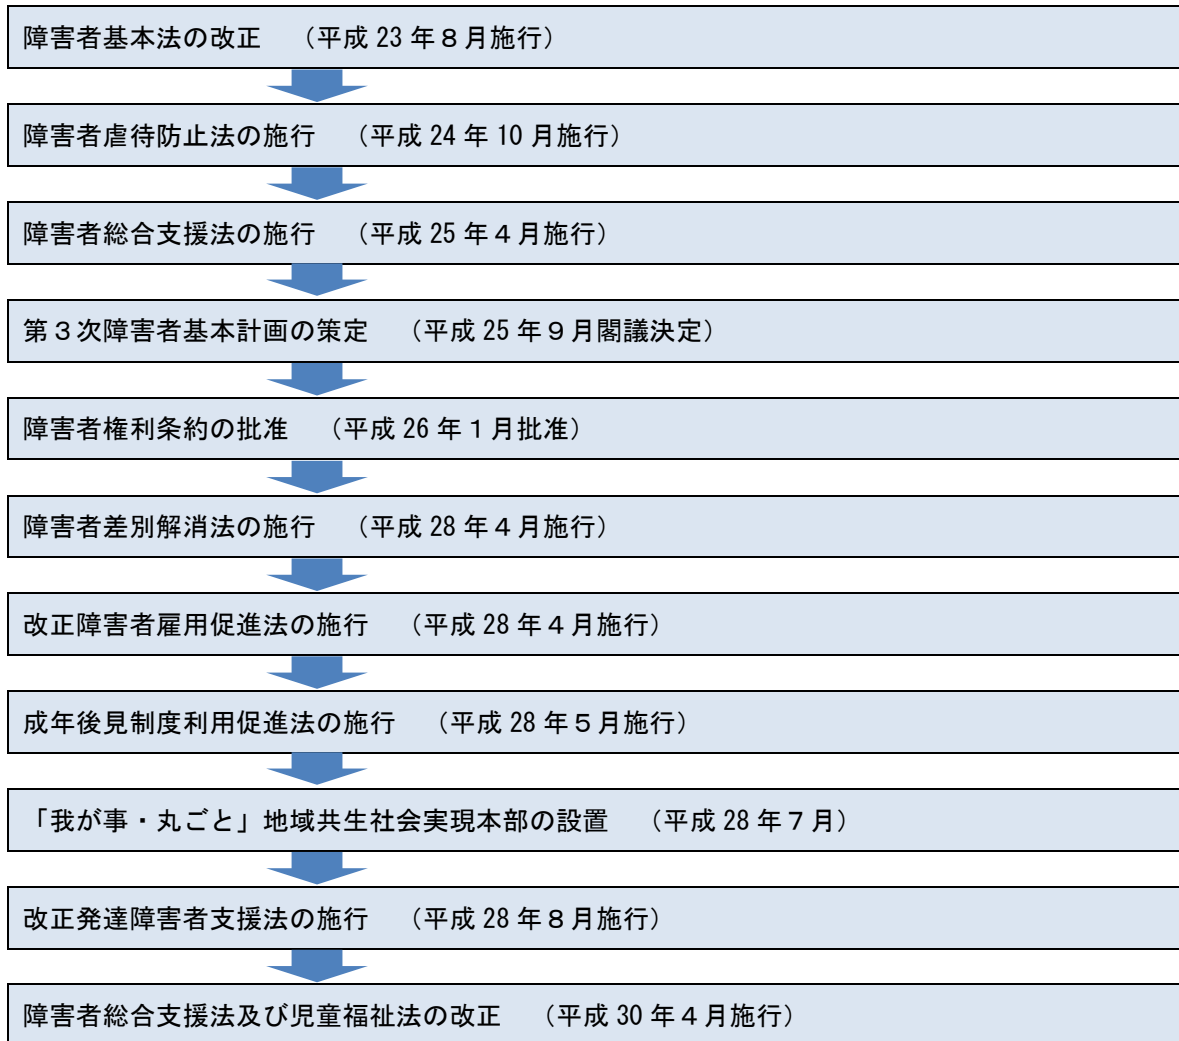 障害者基本法の改正　（平成 23 年８月施行）
障害者虐待防止法の施行　（平成 24 年 10 月施行）
障害者総合支援法の施行　（平成 25 年４月施行）
第３次障害者基本計画の策定　（平成 25 年９月閣議決定）
障害者権利条約の批准　（平成 26 年１月批准）
障害者差別解消法の施行　（平成 28 年４月施行）
改正障害者雇用促進法の施行　（平成 28 年４月施行）
成年後見制度利用促進法の施行　（平成 28 年５月施行）
「我が事・丸ごと」地域共生社会実現本部の設置　（平成 28 年７月）
改正発達障害者支援法の施行　（平成 28 年８月施行）
障害者総合支援法及び児童福祉法の改正　（平成 30 年４月施行）